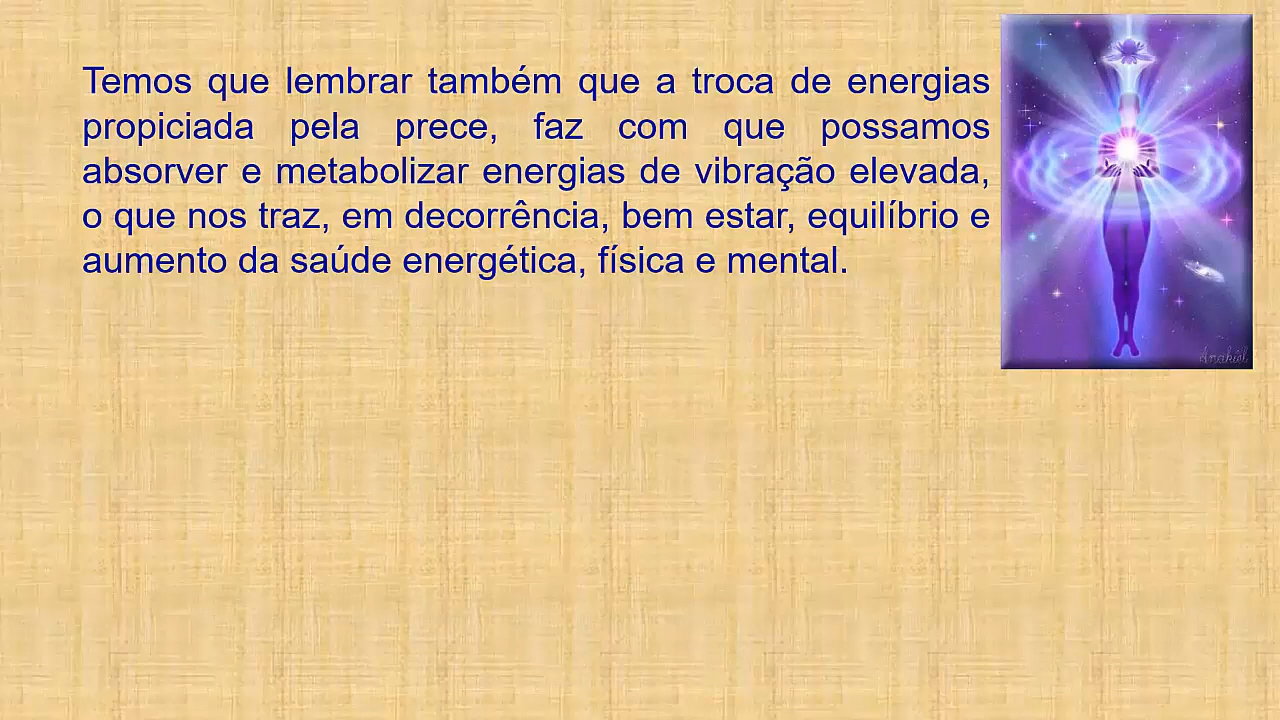 Temos que lembrar também que a troca de energias
propiciada pela prece, faz com que possamos
absorver e metabolizar energias de vibração elevada,
o que nos traz, em decorrência, bem estar, equilíbrio e
aumento da saúde energética, física e mental.